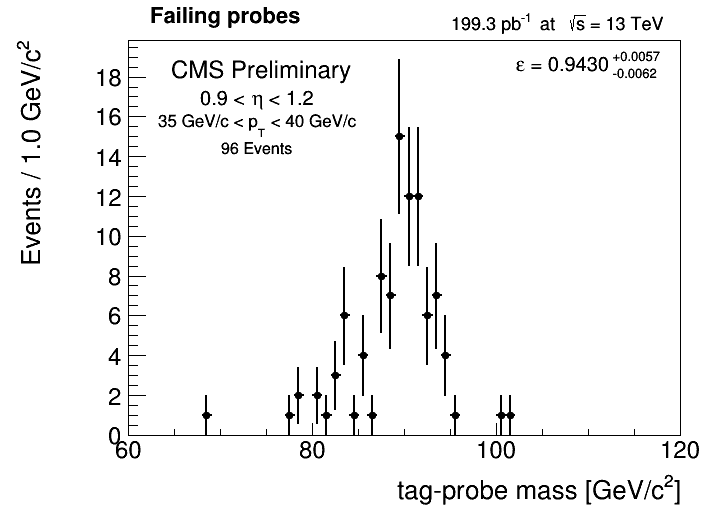 Failing probes
199.3 pb⁻¹ at √s = 13 TeV
CMS Preliminary
ε = 0.9430 +0.0057 -0.0062
0.9 < η < 1.2
35 GeV/c < p_T < 40 GeV/c
96 Events
Events / 1.0 GeV/c²
18
16
14
12
10
8
6
4
2
0
60 80 100 120
tag-probe mass [GeV/c²]